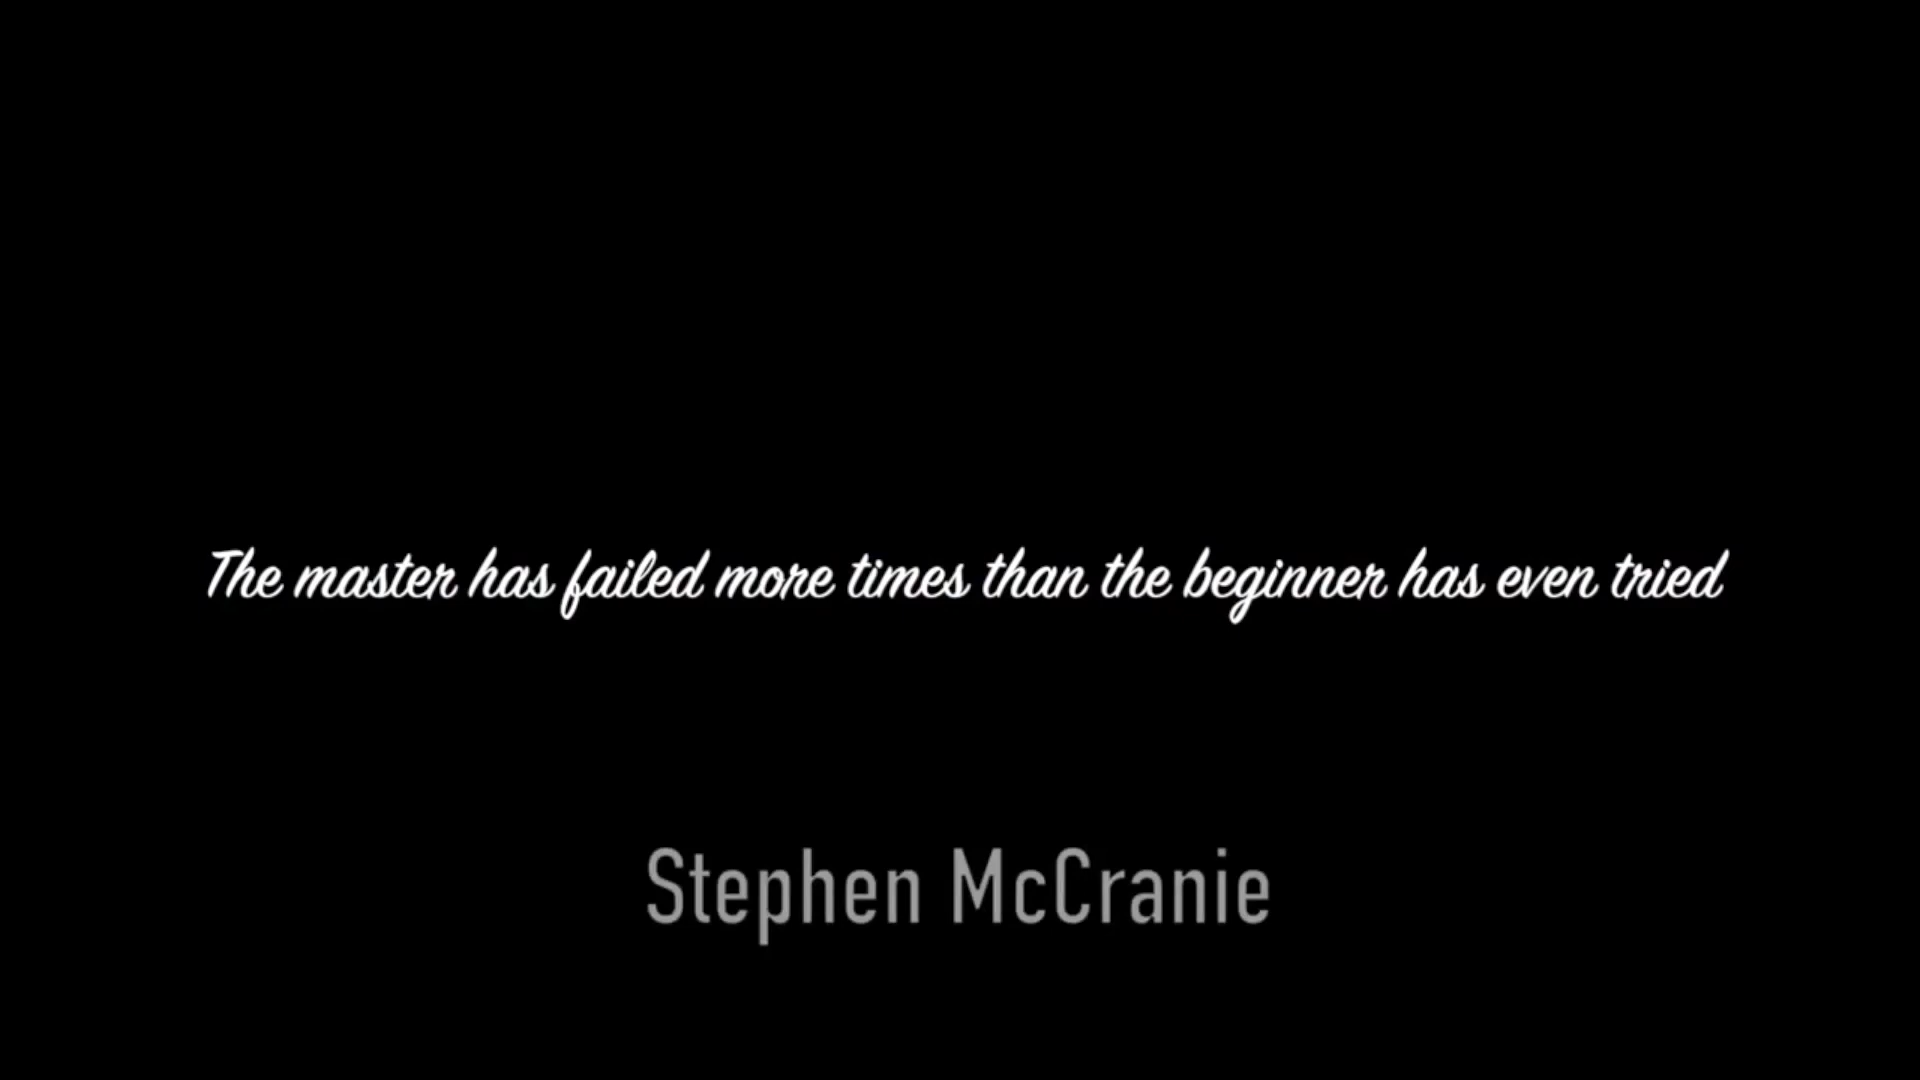 The master has failed more times than the beginner has even tried
Stephen McCranie